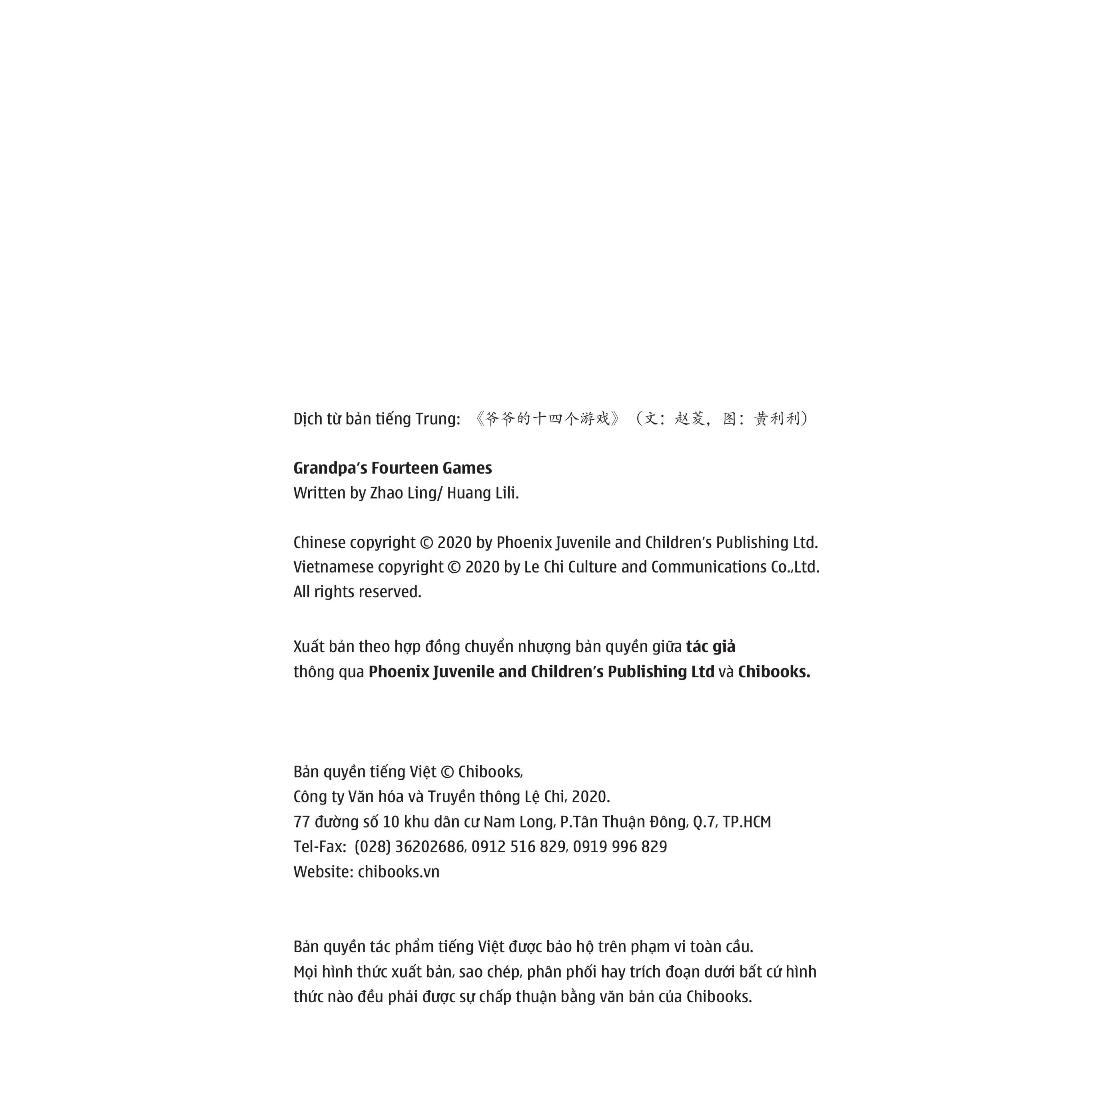 Dịch từ bản tiếng Trung: 《爷爷的十四个游戏》（文：赵菱，图：黄利利）
Grandpa's Fourteen Games
Written by Zhao Ling/ Huang Lili.
Chinese copyright © 2020 by Phoenix Juvenile and Children's Publishing Ltd.
Vietnamese copyright © 2020 by Le Chi Culture and Communications Co.,Ltd.
All rights reserved.
Xuất bản theo hợp đồng chuyển nhượng bản quyền giữa tác giả
thông qua Phoenix Juvenile and Children's Publishing Ltd và Chibooks.
Bản quyền tiếng Việt © Chibooks,
Công ty Văn hóa và Truyền thông Lệ Chi, 2020.
77 đường số 10 khu dân cư Nam Long, P.Tân Thuận Đông, Q.7, TP.HCM
Tel-Fax: (028) 36202686, 0912 516 829, 0919 996 829
Website: chibooks.vn
Bản quyền tác phẩm tiếng Việt được bảo hộ trên phạm vi toàn cầu.
Mọi hình thức xuất bản, sao chép, phân phối hay trích đoạn dưới bất cứ hình
thức nào đều phải được sự chấp thuận bằng văn bản của Chibooks.